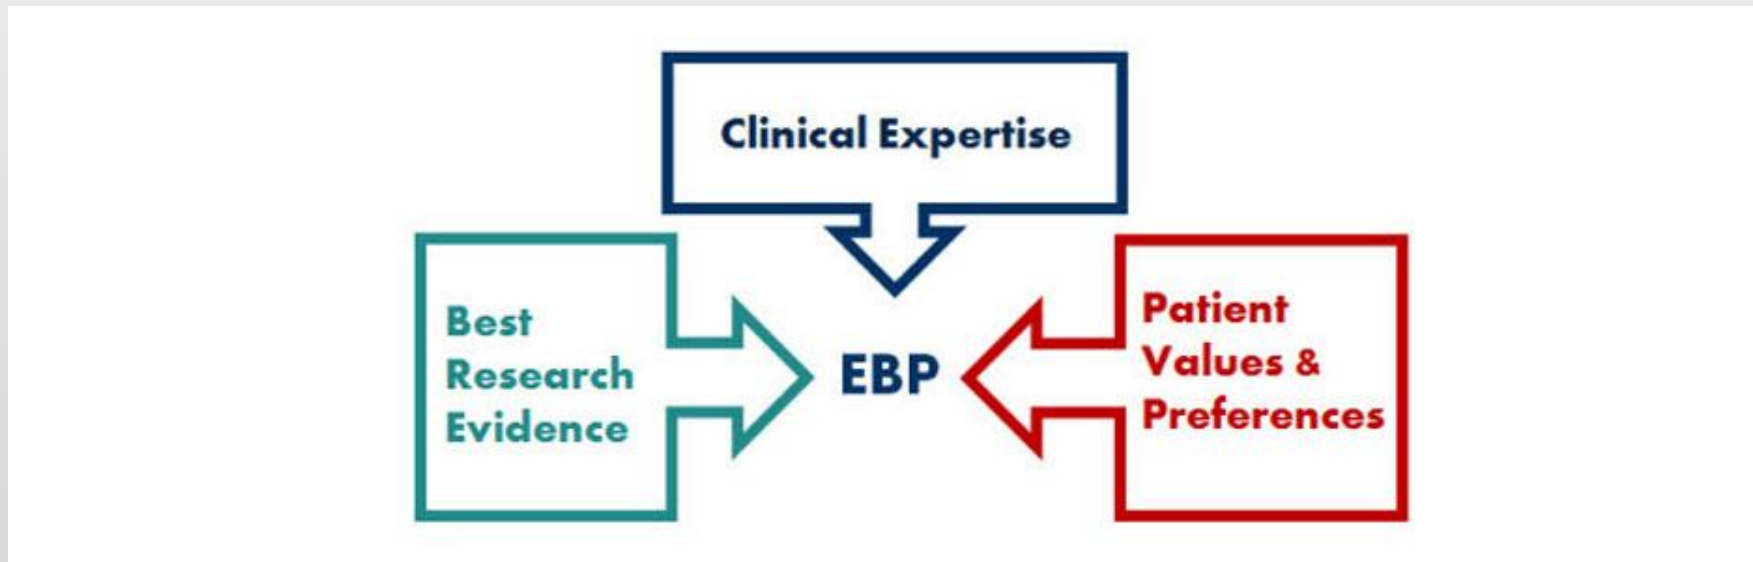 Clinical Expertise
Best
Research
Evidence
EBP
Patient
Values &
Preferences